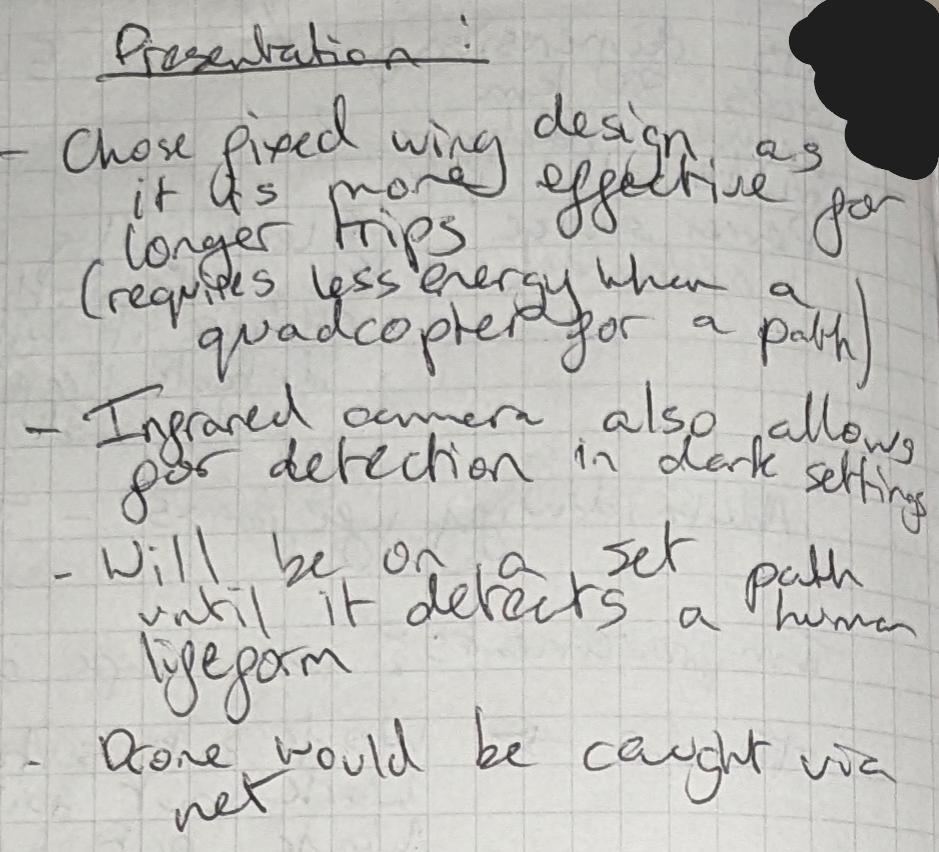 Presentation :
- Chose fixed wing design as
it is more effective for
longer trips
(requires less energy when a
quadcopter for a path)
- Infrared camera also allows
for detection in dark settings
- Will be on a set path
until it detects a human
lifeform
- Drone would be caught via
net